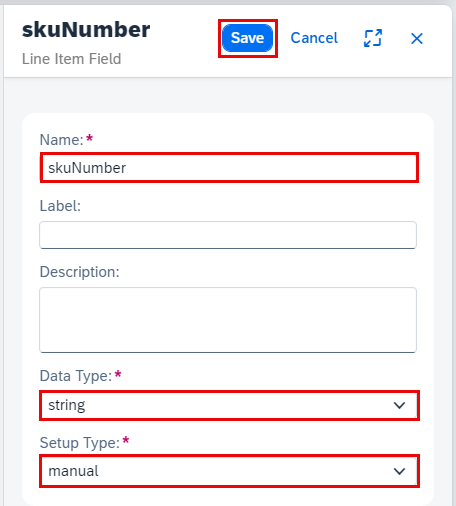 skuNumber
Line Item Field
Save
Cancel
Name:*
skuNumber
Label:
Description:
Data Type:*
string
Setup Type:*
manual